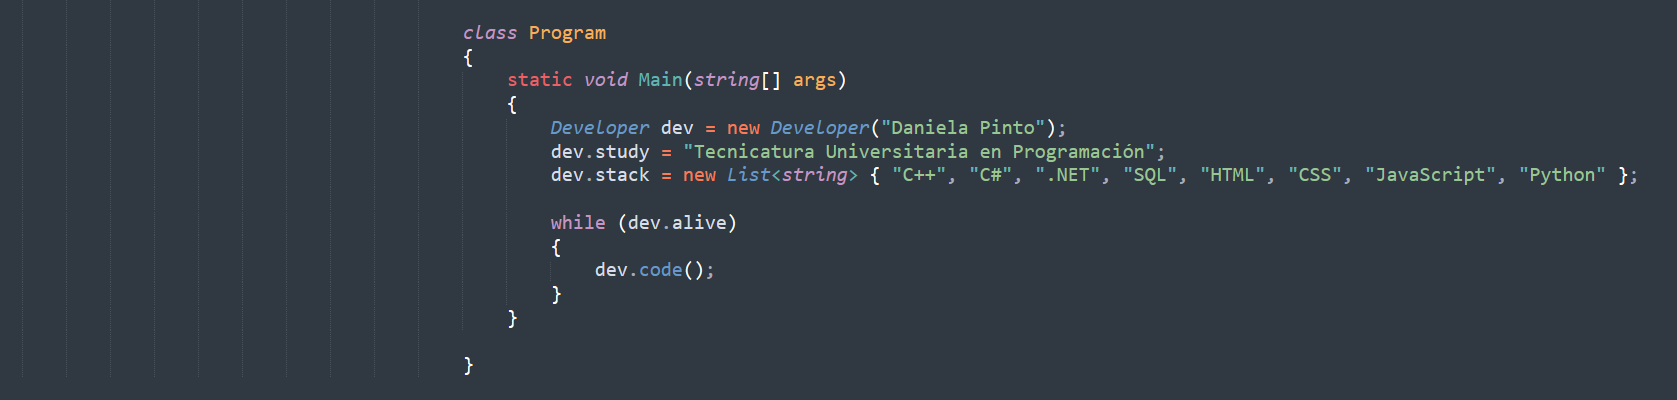 class Program
{
static void Main(string[] args)
{
Developer dev = new Developer("Daniela Pinto");
dev.study = "Tecnicatura Universitaria en Programación";
dev.stack = new List<string> { "C++", "C#", ".NET", "SQL", "HTML", "CSS", "JavaScript", "Python" };
while (dev.alive)
{
dev.code();
}
}
}